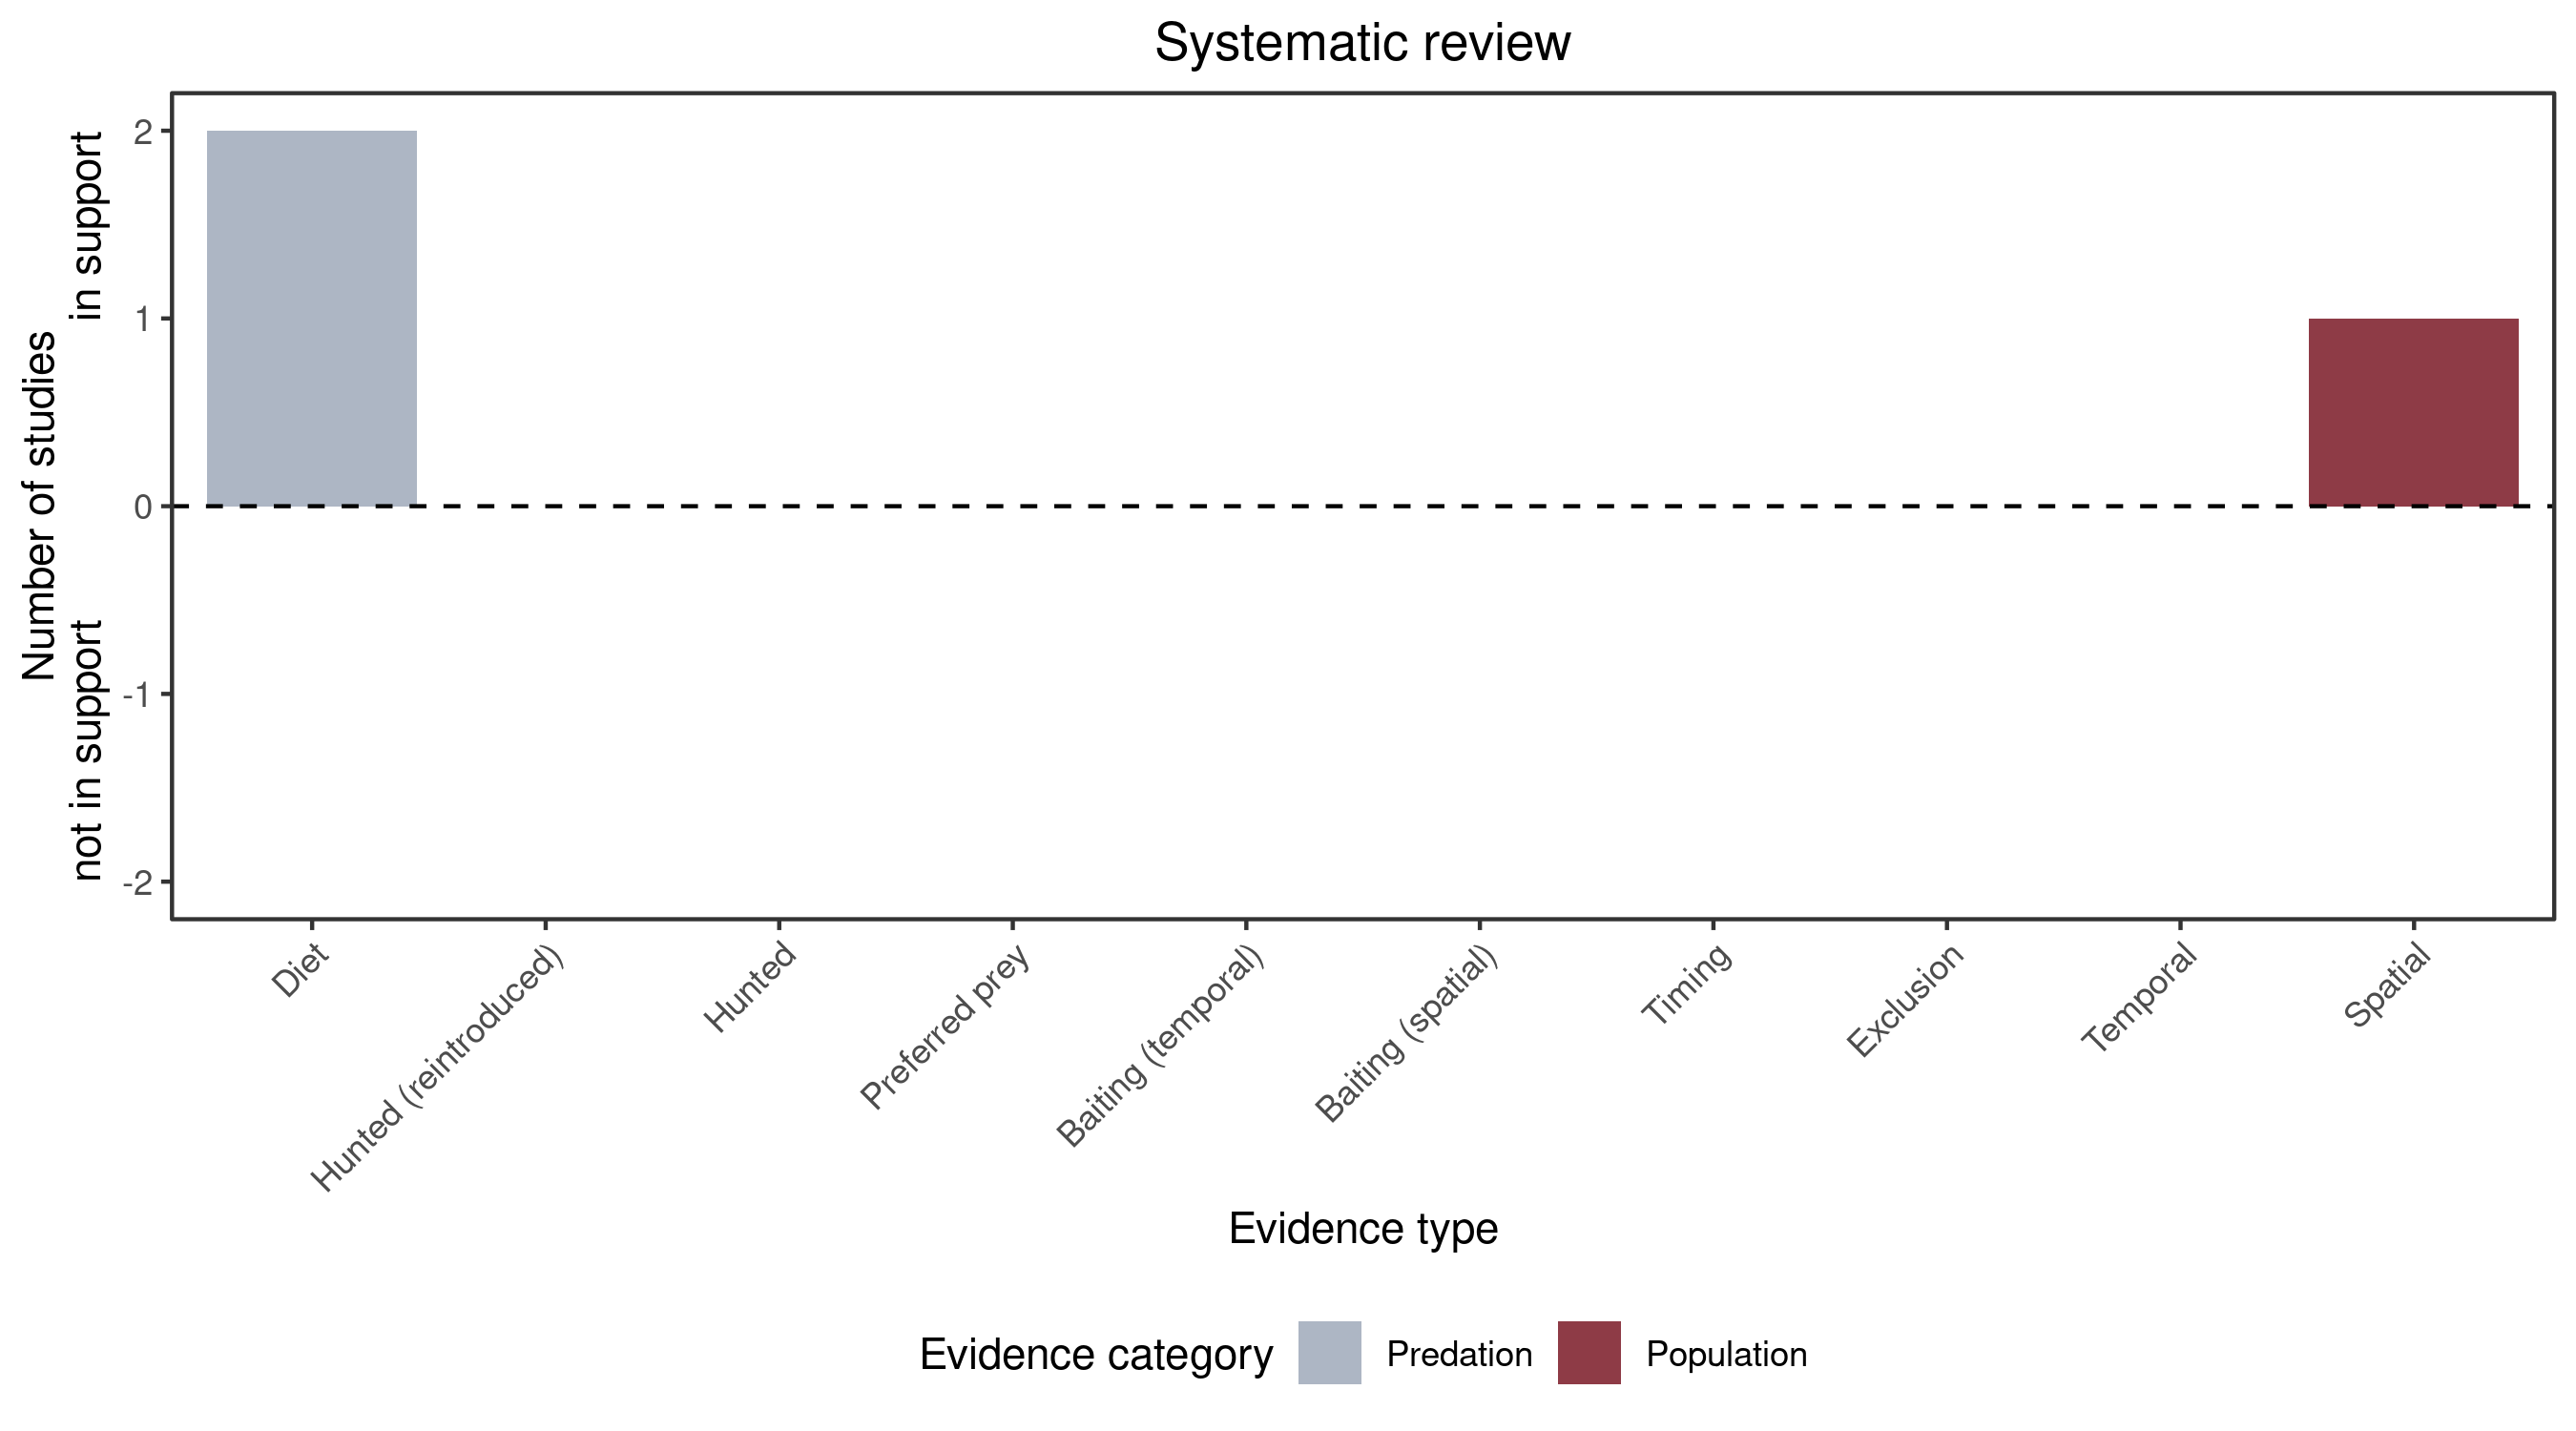 Systematic review
Number of studies
in support
not in support
2
1
0
-1
-2
Diet
Hunted (reintroduced)
Hunted
Preferred prey
Baiting (temporal)
Baiting (spatial)
Timing
Exclusion
Temporal
Spatial
Evidence type
Evidence category
Predation
Population